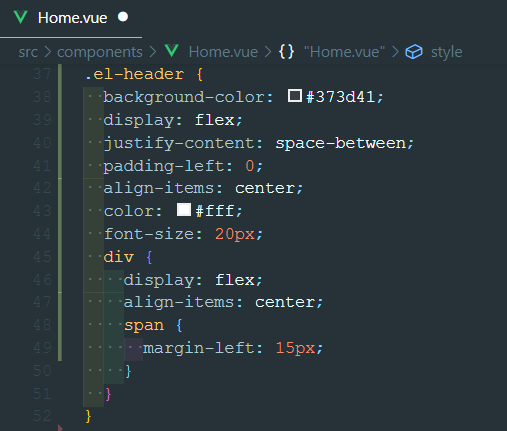 Home.vue
src > components > Home.vue > {} "Home.vue" > style
37 .el-header {
38 background-color: #373d41;
39 display: flex;
40 justify-content: space-between;
41 padding-left: 0;
42 align-items: center;
43 color: #fff;
44 font-size: 20px;
45 div {
46 display: flex;
47 align-items: center;
48 span {
49 margin-left: 15px;
50 }
51 }
52 }